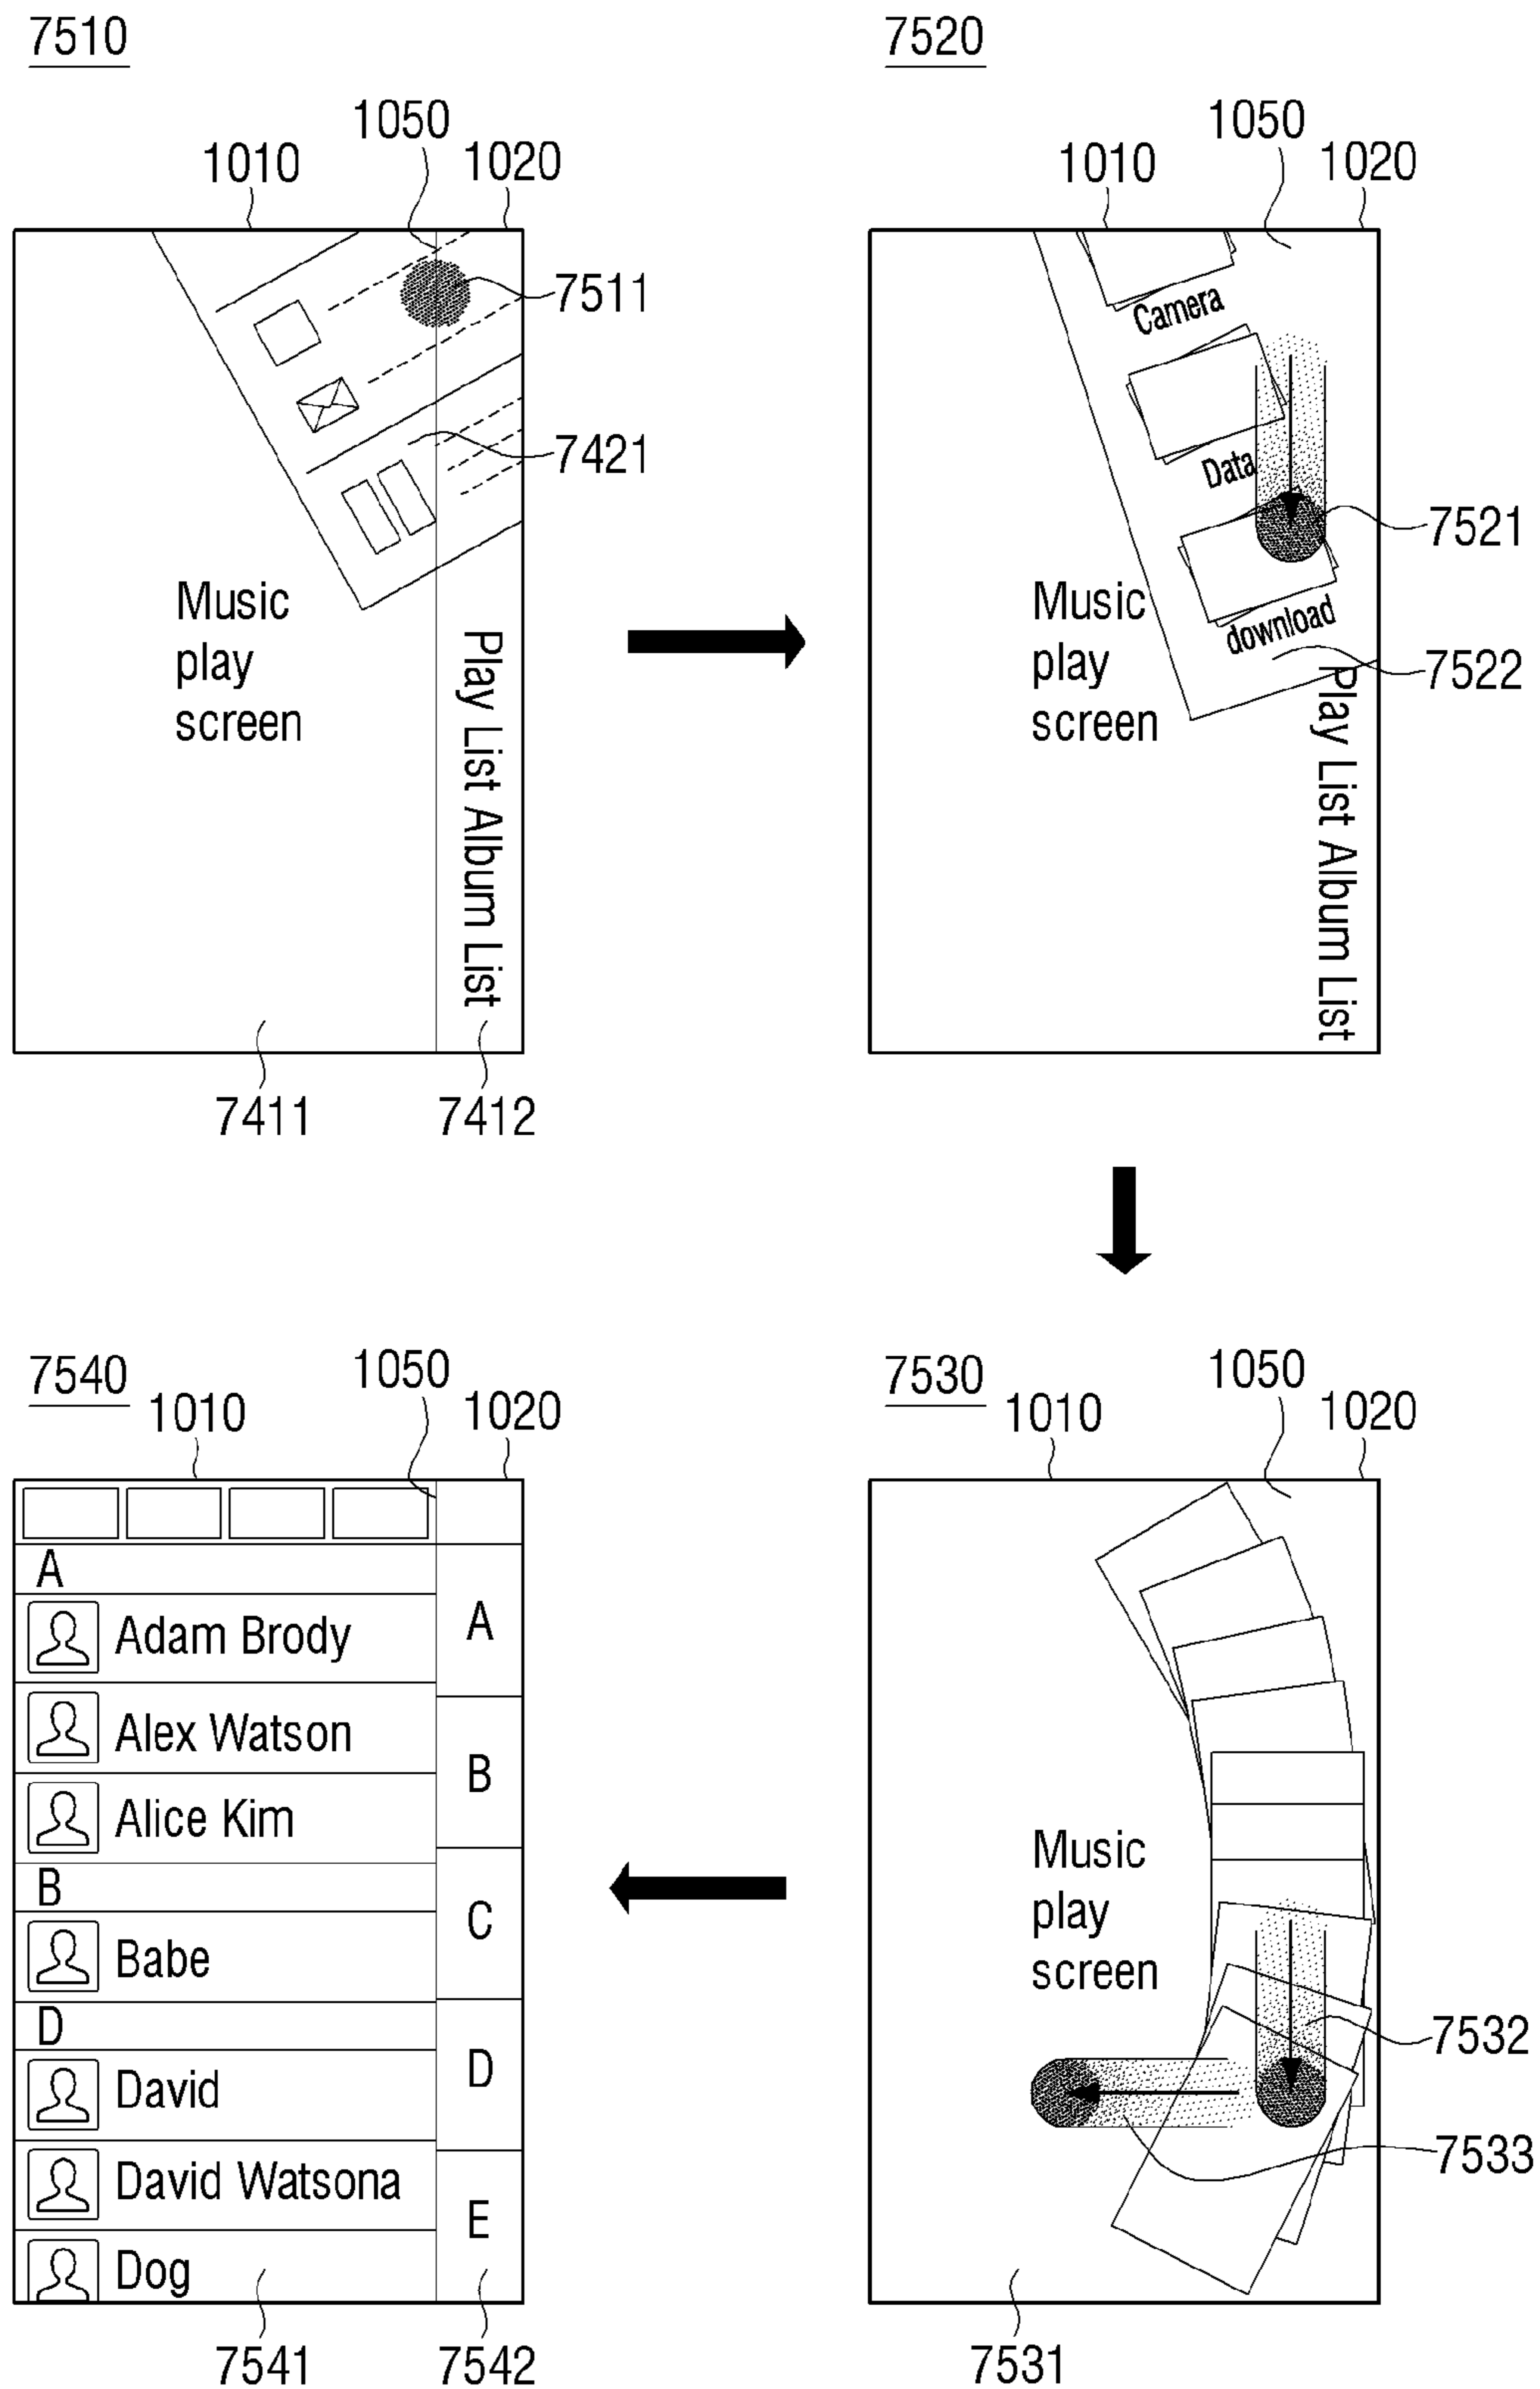 7510
1050
1010
1020
7511
7421
Music
play
screen
Play List Album List
7411
7412
7520
1050
1010
1020
Camera
Data
7521
download
Music
play
screen
7522
Play List Album List
7540
1050
1010
1020
A
Adam Brody
Alex Watson
Alice Kim
B
Babe
D
David
David Watsona
Dog
A
B
C
D
E
7541
7542
7530
1050
1010
1020
Music
play
screen
7532
7533
7531